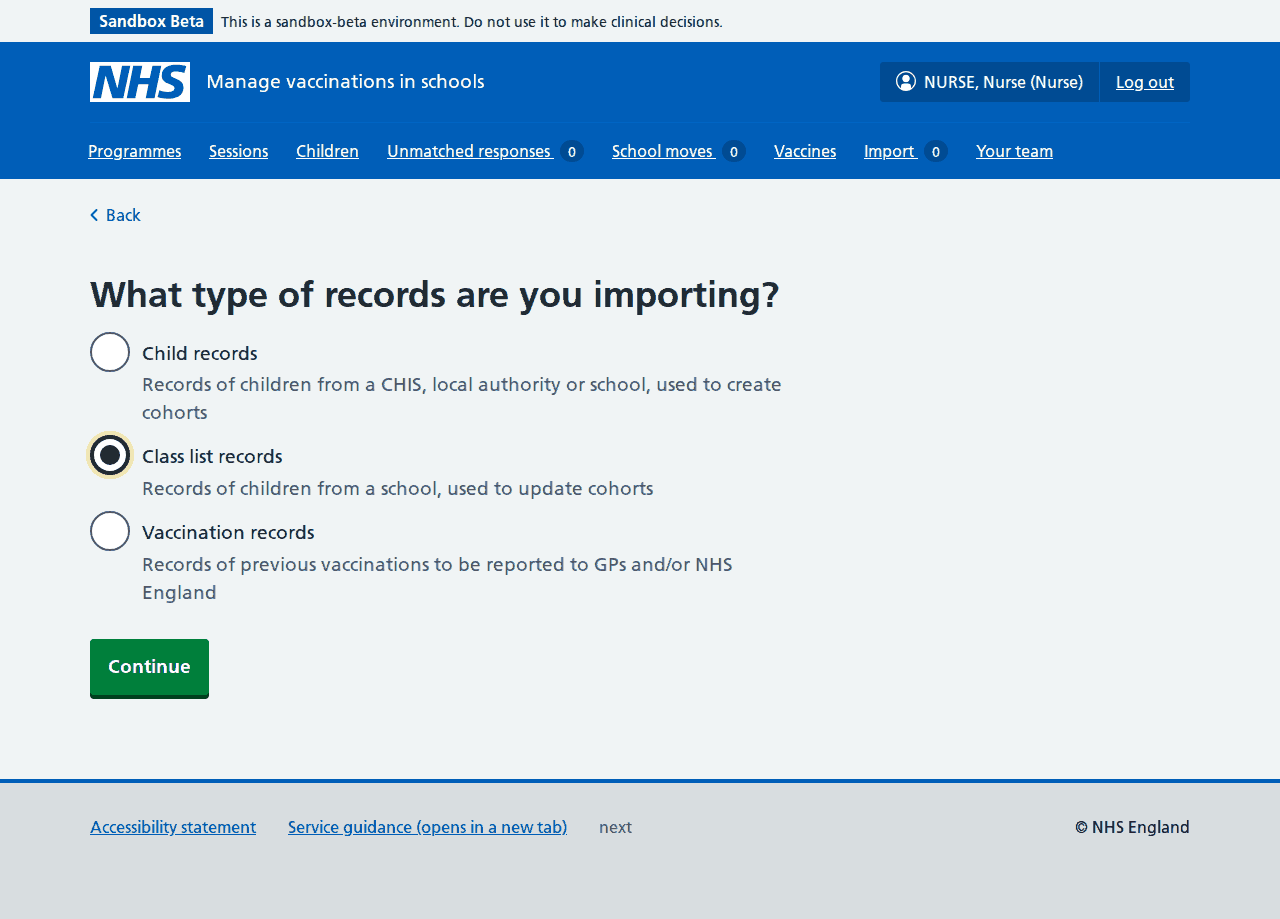 Sandbox Beta This is a sandbox-beta environment. Do not use it to make clinical decisions.
NHS Manage vaccinations in schools NURSE, Nurse (Nurse) Log out
Programmes Sessions Children Unmatched responses 0 School moves 0 Vaccines Import 0 Your team
Back
What type of records are you importing?
Child records
Records of children from a CHIS, local authority or school, used to create
cohorts
Class list records
Records of children from a school, used to update cohorts
Vaccination records
Records of previous vaccinations to be reported to GPs and/or NHS
England
Continue
Accessibility statement Service guidance (opens in a new tab) next © NHS England